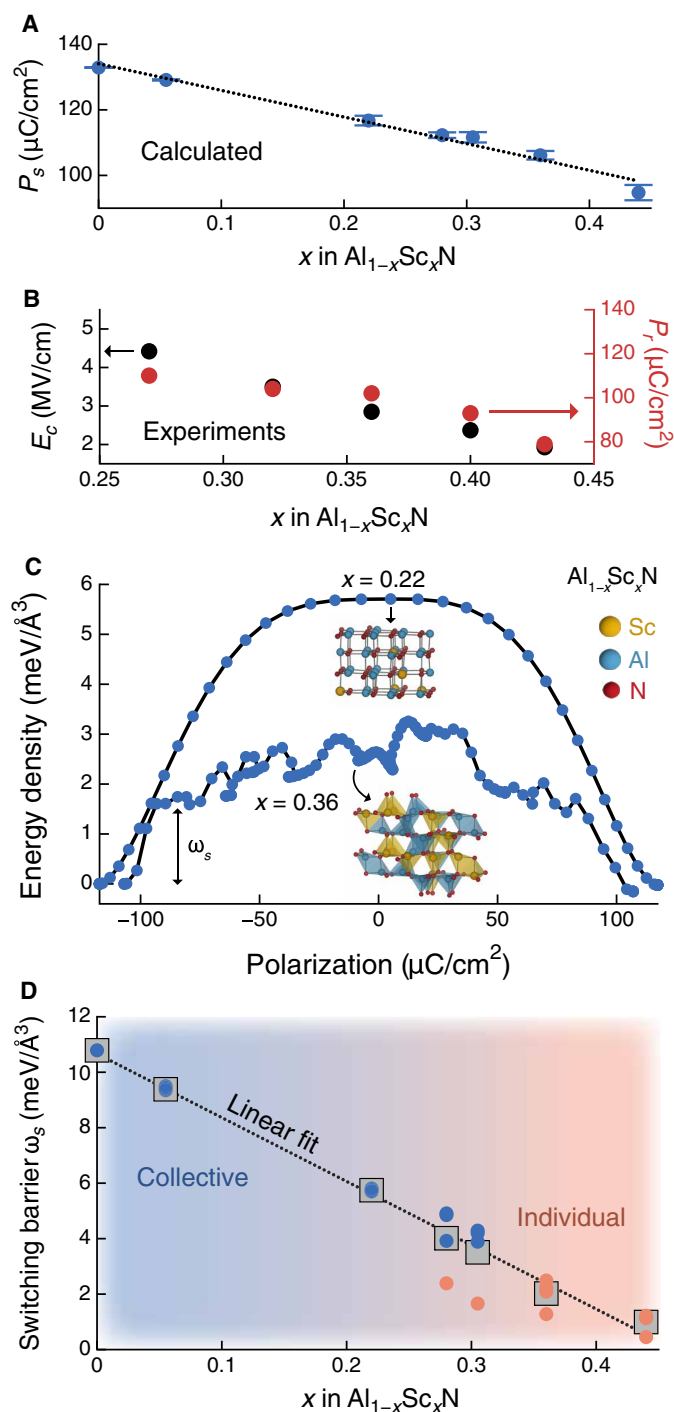 A
140
120
100
P_s (µC/cm²)
Calculated
0
0.1
0.2
0.3
0.4
x in Al₁₋ₓScₓN
B
5
4
3
2
E_c (MV/cm)
Experiments
140
120
100
80
P_r (µC/cm²)
0.25
0.30
0.35
0.40
0.45
x in Al₁₋ₓScₓN
C
6
5
4
3
2
1
0
Energy density (meV/Å³)
x = 0.22
Al₁₋ₓScₓN
Sc
Al
N
x = 0.36
ω_s
−100
−50
0
50
100
Polarization (µC/cm²)
D
12
10
8
6
4
2
0
Switching barrier ω_s (meV/Å³)
Linear fit
Collective
Individual
0
0.1
0.2
0.3
0.4
x in Al₁₋ₓScₓN